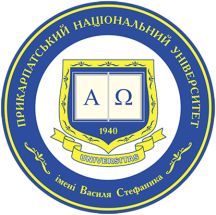 ПРИКАРПАТСЬКИЙ НАЦІОНАЛЬНИЙ УНІВЕРСИТЕТ
Α Ω
1940
UNIVERSITAS
імені Василя Стефаника